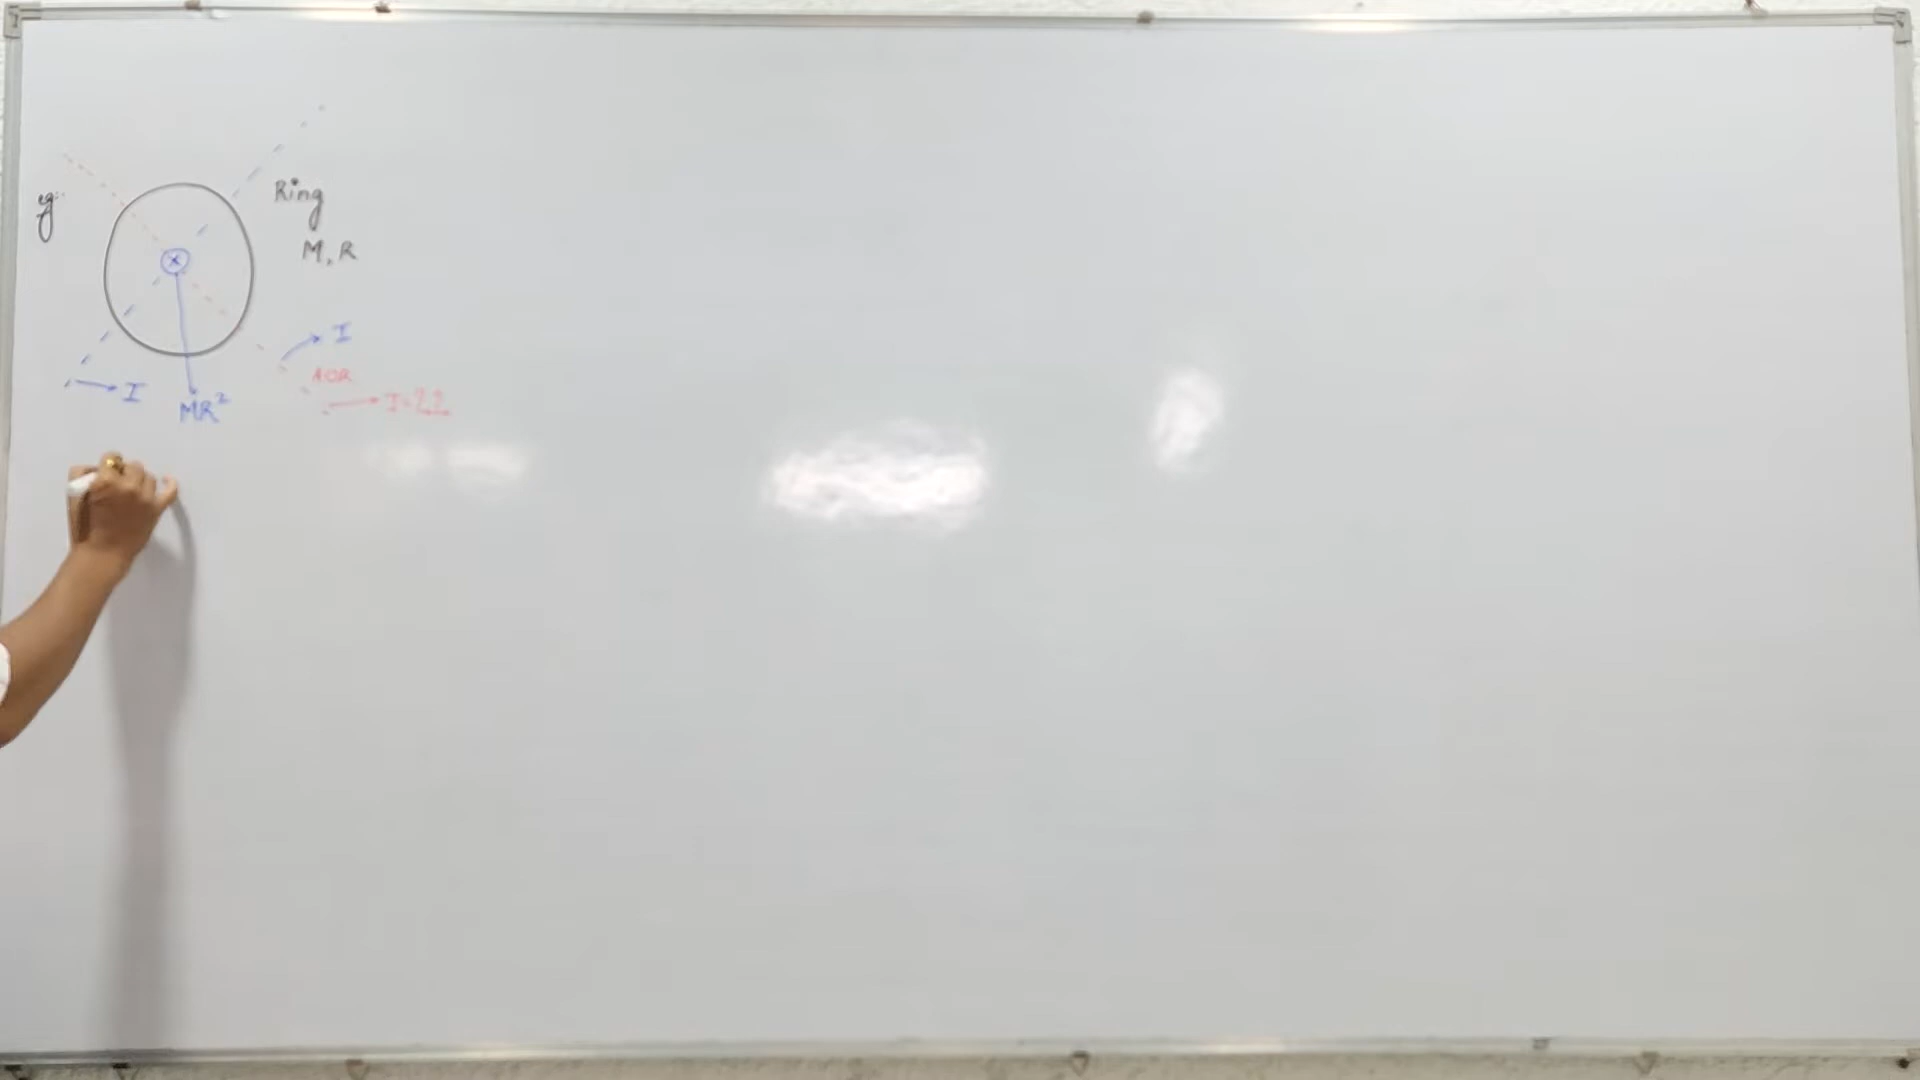 eg:
Ring
M, R
I
AOR
I
MR²
I = ??